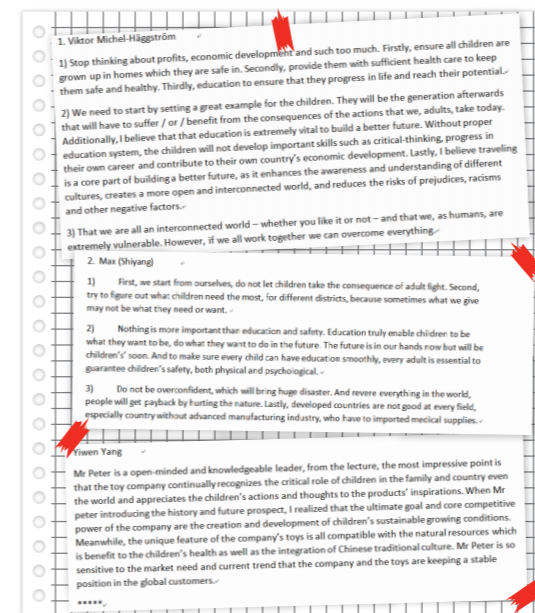 1. Viktor Michel-Häggström
1) Stop thinking about profits, economic development and such too much. Firstly, ensure all children are
grown up in homes which they are safe in. Secondly, provide them with sufficient health care to keep
them safe and healthy. Thirdly, education to ensure that they progress in life and reach their potential.
2) We need to start by setting a great example for the children. They will be the generation afterwards
that will have to suffer / or / benefit from the consequences of the actions that we, adults, take today.
Additionally, I believe that that education is extremely vital to build a better future. Without proper
education system, the children will not develop important skills such as critical-thinking, progress in
their own career and contribute to their own country's economic development. Lastly, I believe traveling
is a core part of building a better future, as it enhances the awareness and understanding of different
cultures, creates a more open and interconnected world, and reduces the risks of prejudices, racisms
and other negative factors.
3) That we are all an interconnected world – whether you like it or not – and that we, as humans, are
extremely vulnerable. However, if we all work together we can overcome everything.
2. Max (Shiyang)
1) First, we start from ourselves, do not let children take the consequence of adult fight. Second,
try to figure out what children need the most, for different districts, because sometimes what we give
may not be what they need or want.
2) Nothing is more important than education and safety. Education truly enable children to be
what they want to be, do what they want to do in the future. The future is in our hands now but will be
children's' soon. And to make sure every child can have education smoothly, every adult is essential to
guarantee children's safety, both physical and psychological.
3) Do not be overconfident, which will bring huge disaster. And revere everything in the world,
people will get payback by hurting the nature. Lastly, developed countries are not good at every field,
especially country without advanced manufacturing industry, who have to imported medical supplies.
Yiwen Yang
Mr Peter is a open-minded and knowledgeable leader, from the lecture, the most impressive point is
that the toy company continually recognizes the critical role of children in the family and country even
the world and appreciates the children's actions and thoughts to the products' inspirations. When Mr
peter introducing the history and future prospect, I realized that the ultimate goal and core competitive
power of the company are the creation and development of children's sustainable growing conditions.
Meanwhile, the unique feature of the company's toys is all compatible with the natural resources which
is benefit to the children's health as well as the integration of Chinese traditional culture. Mr Peter is so
sensitive to the market need and current trend that the company and the toys are keeping a stable
position in the global customers.
*****